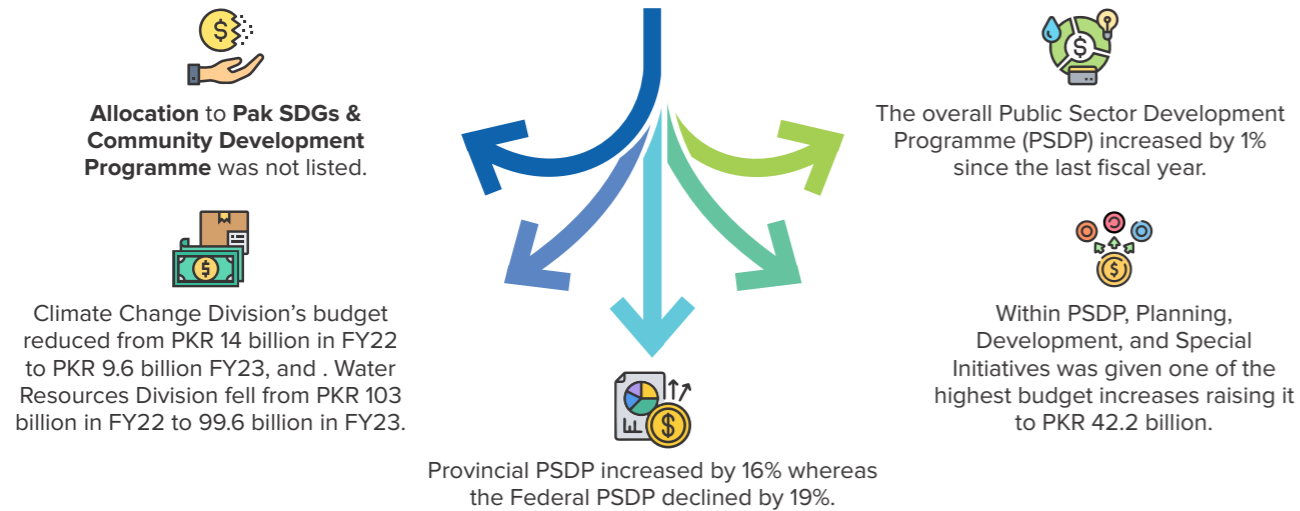 Allocation to Pak SDGs &
Community Development
Programme was not listed.
Climate Change Division’s budget
reduced from PKR 14 billion in FY22
to PKR 9.6 billion FY23, and . Water
Resources Division fell from PKR 103
billion in FY22 to 99.6 billion in FY23.
Provincial PSDP increased by 16% whereas
the Federal PSDP declined by 19%.
The overall Public Sector Development
Programme (PSDP) increased by 1%
since the last fiscal year.
Within PSDP, Planning,
Development, and Special
Initiatives was given one of the
highest budget increases raising it
to PKR 42.2 billion.